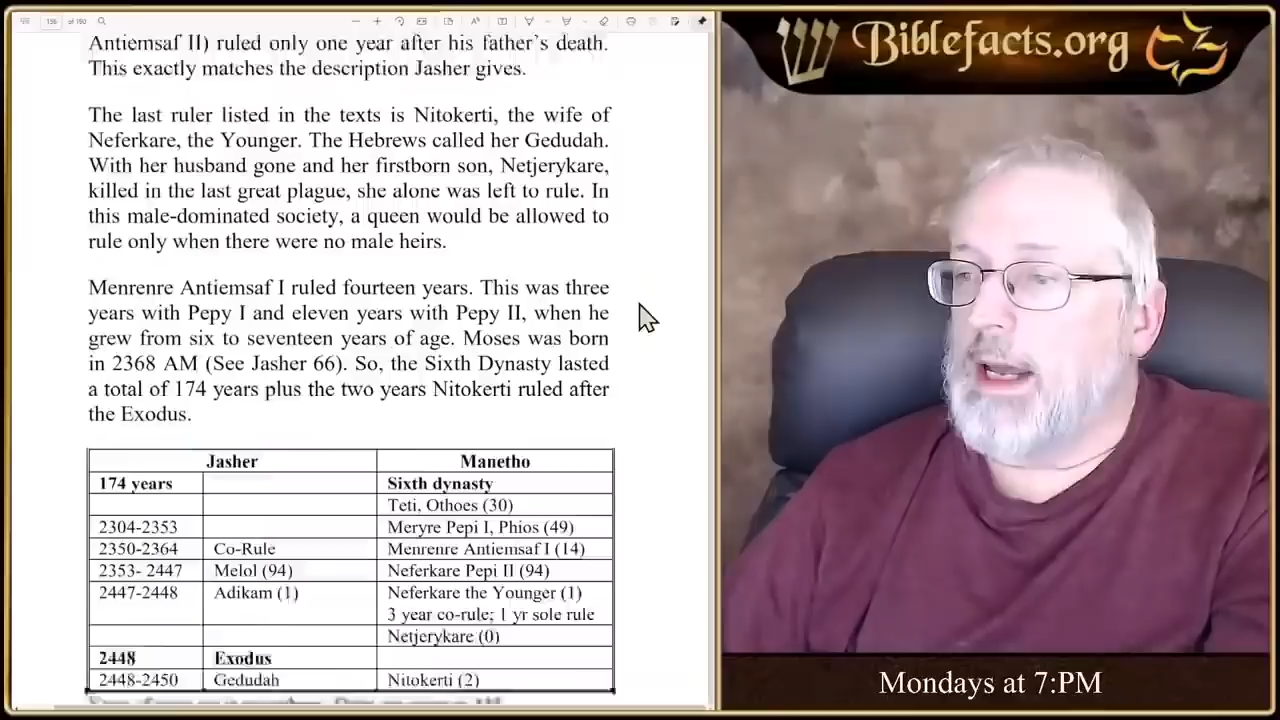 156 of 190
Antiemsaf II) ruled only one year after his father’s death.
This exactly matches the description Jasher gives.
The last ruler listed in the texts is Nitokerti, the wife of
Neferkare, the Younger. The Hebrews called her Gedudah.
With her husband gone and her firstborn son, Netjerykare,
killed in the last great plague, she alone was left to rule. In
this male-dominated society, a queen would be allowed to
rule only when there were no male heirs.
Menrenre Antiemsaf I ruled fourteen years. This was three
years with Pepy I and eleven years with Pepy II, when he
grew from six to seventeen years of age. Moses was born
in 2368 AM (See Jasher 66). So, the Sixth Dynasty lasted
a total of 174 years plus the two years Nitokerti ruled after
the Exodus.
Jasher Manetho
174 years Sixth dynasty
Teti, Othoes (30)
2304-2353 Meryre Pepi I, Phios (49)
2350-2364 Co-Rule Menrenre Antiemsaf I (14)
2353- 2447 Melol (94) Neferkare Pepi II (94)
2447-2448 Adikam (1) Neferkare the Younger (1)
3 year co-rule; 1 yr sole rule
Netjerykare (0)
2448 Exodus
2448-2450 Gedudah Nitokerti (2)
Biblefacts.org
Mondays at 7:PM